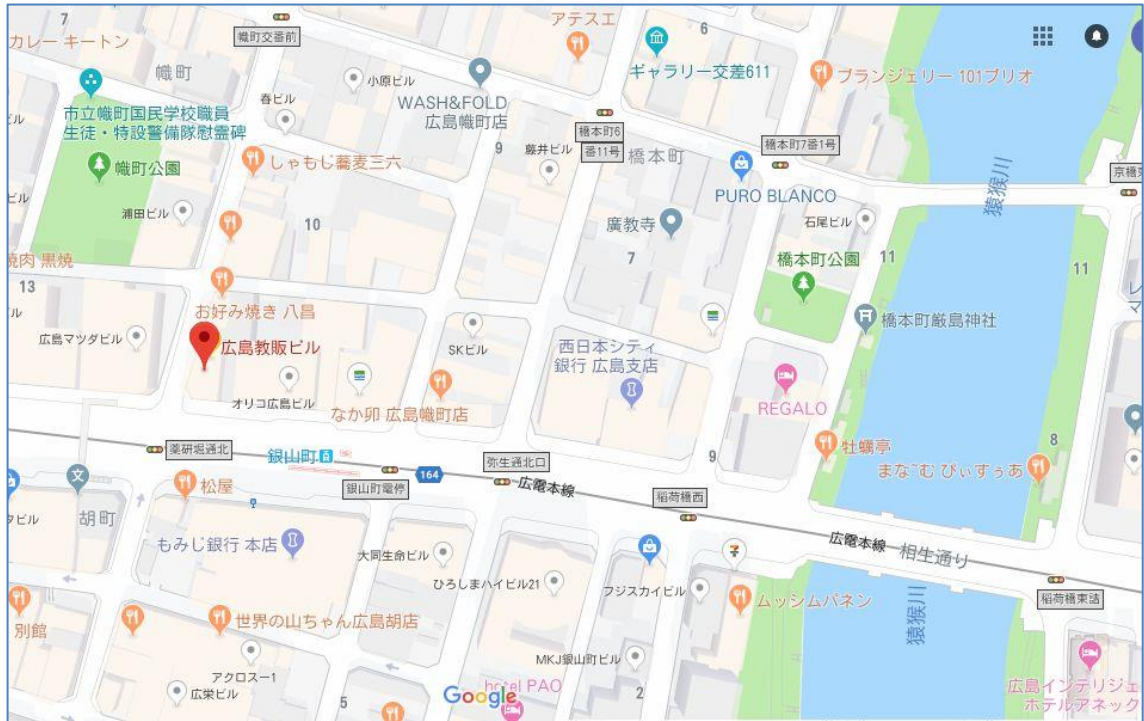 アテスエ
6
カレー キートン
幟町交番前
幟町
小原ビル
ギャラリー交差611
ブランジェリー 101ブリオ
春ビル
WASH&FOLD
広島幟町店
市立幟町国民学校職員
生徒・特設警備隊慰霊碑
幟町公園
しゃもじ蕎麦三六
9
藤井ビル
橋本町6
番11号
橋本町
橋本町7番1号
PURO BLANCO
猿猴川
京橋東
ビル
浦田ビル
10
廣教寺
7
石尾ビル
橋本町公園
11
11
焼肉 黒焼
13
お好み焼き 八昌
橋本町厳島神社
レ
マ
ル
広島マツダビル
広島教販ビル
SKビル
西日本シティ
銀行 広島支店
オリコ広島ビル
なか卯 広島幟町店
REGALO
薬研堀通北
銀山町
164
弥生通北口
9
牡蠣亭
まな~む ぴぃすぅあ
8
文
松屋
銀山町電停
広電本線
稲荷橋西
胡町
タビル
もみじ銀行 本店
大同生命ビル
広電本線
相生通り
ひろしまハイビル21
フジスカイビル
ムッシムパネン
猿猴川
稲荷橋東詰
別館
世界の山ちゃん広島胡店
アクロスー1
広栄ビル
5
MKJ銀山町ビル
hotel PAO
Google
2
広島インテリジェ
ホテルアネック